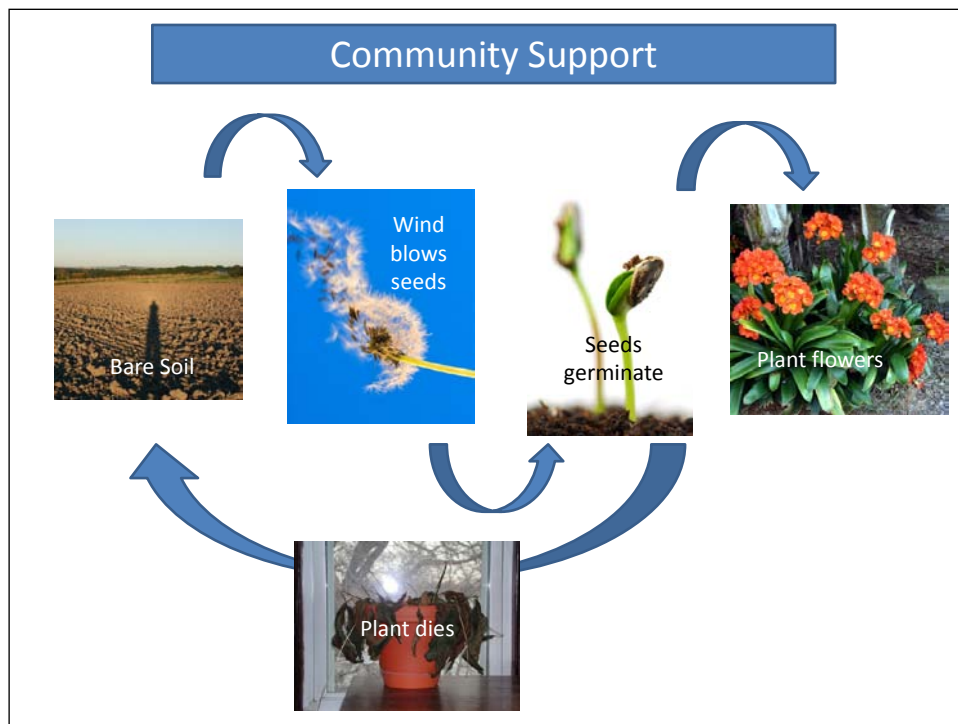 Community Support
Wind
blows
seeds
Bare Soil
Seeds
germinate
Plant flowers
Plant dies